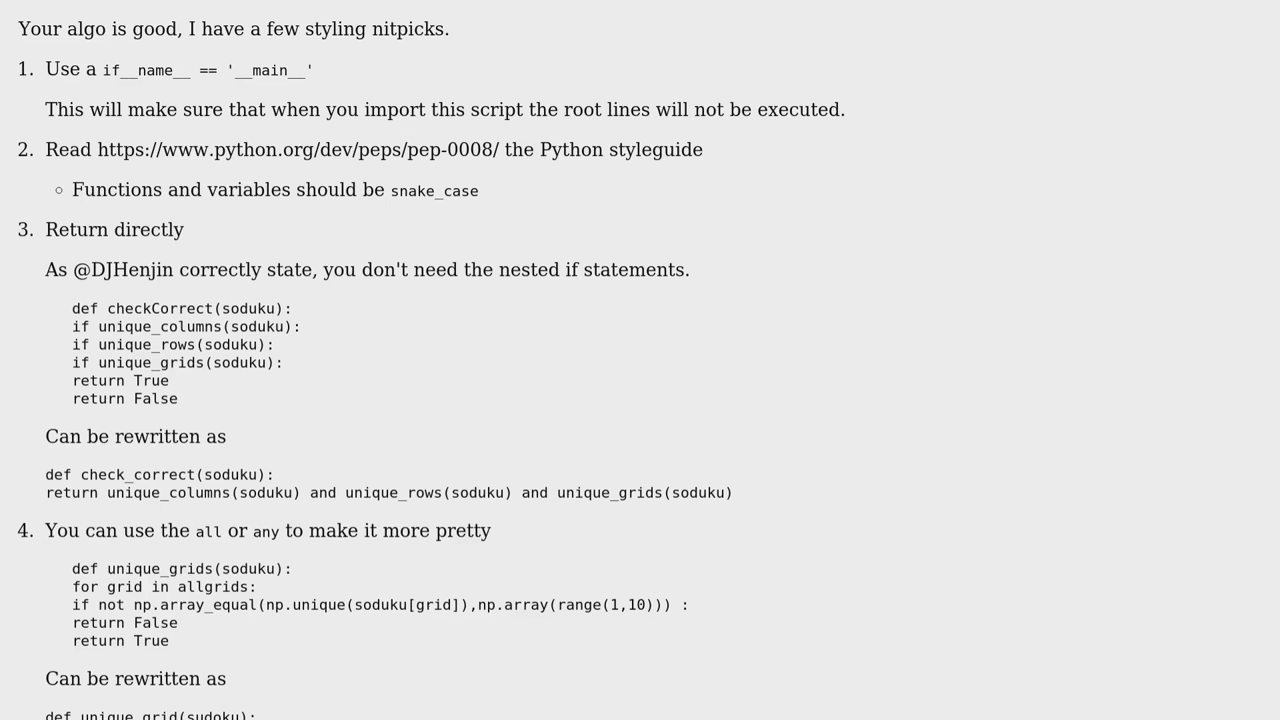 Your algo is good, I have a few styling nitpicks.
1. Use a if__name__ == '__main__'
This will make sure that when you import this script the root lines will not be executed.
2. Read https://www.python.org/dev/peps/pep-0008/ the Python styleguide
◦ Functions and variables should be snake_case
3. Return directly
As @DJHenjin correctly state, you don't need the nested if statements.
def checkCorrect(soduku):
if unique_columns(soduku):
if unique_rows(soduku):
if unique_grids(soduku):
return True
return False
Can be rewritten as
def check_correct(soduku):
return unique_columns(soduku) and unique_rows(soduku) and unique_grids(soduku)
4. You can use the all or any to make it more pretty
def unique_grids(soduku):
for grid in allgrids:
if not np.array_equal(np.unique(soduku[grid]),np.array(range(1,10))) :
return False
return True
Can be rewritten as
def unique_grid(sudoku):